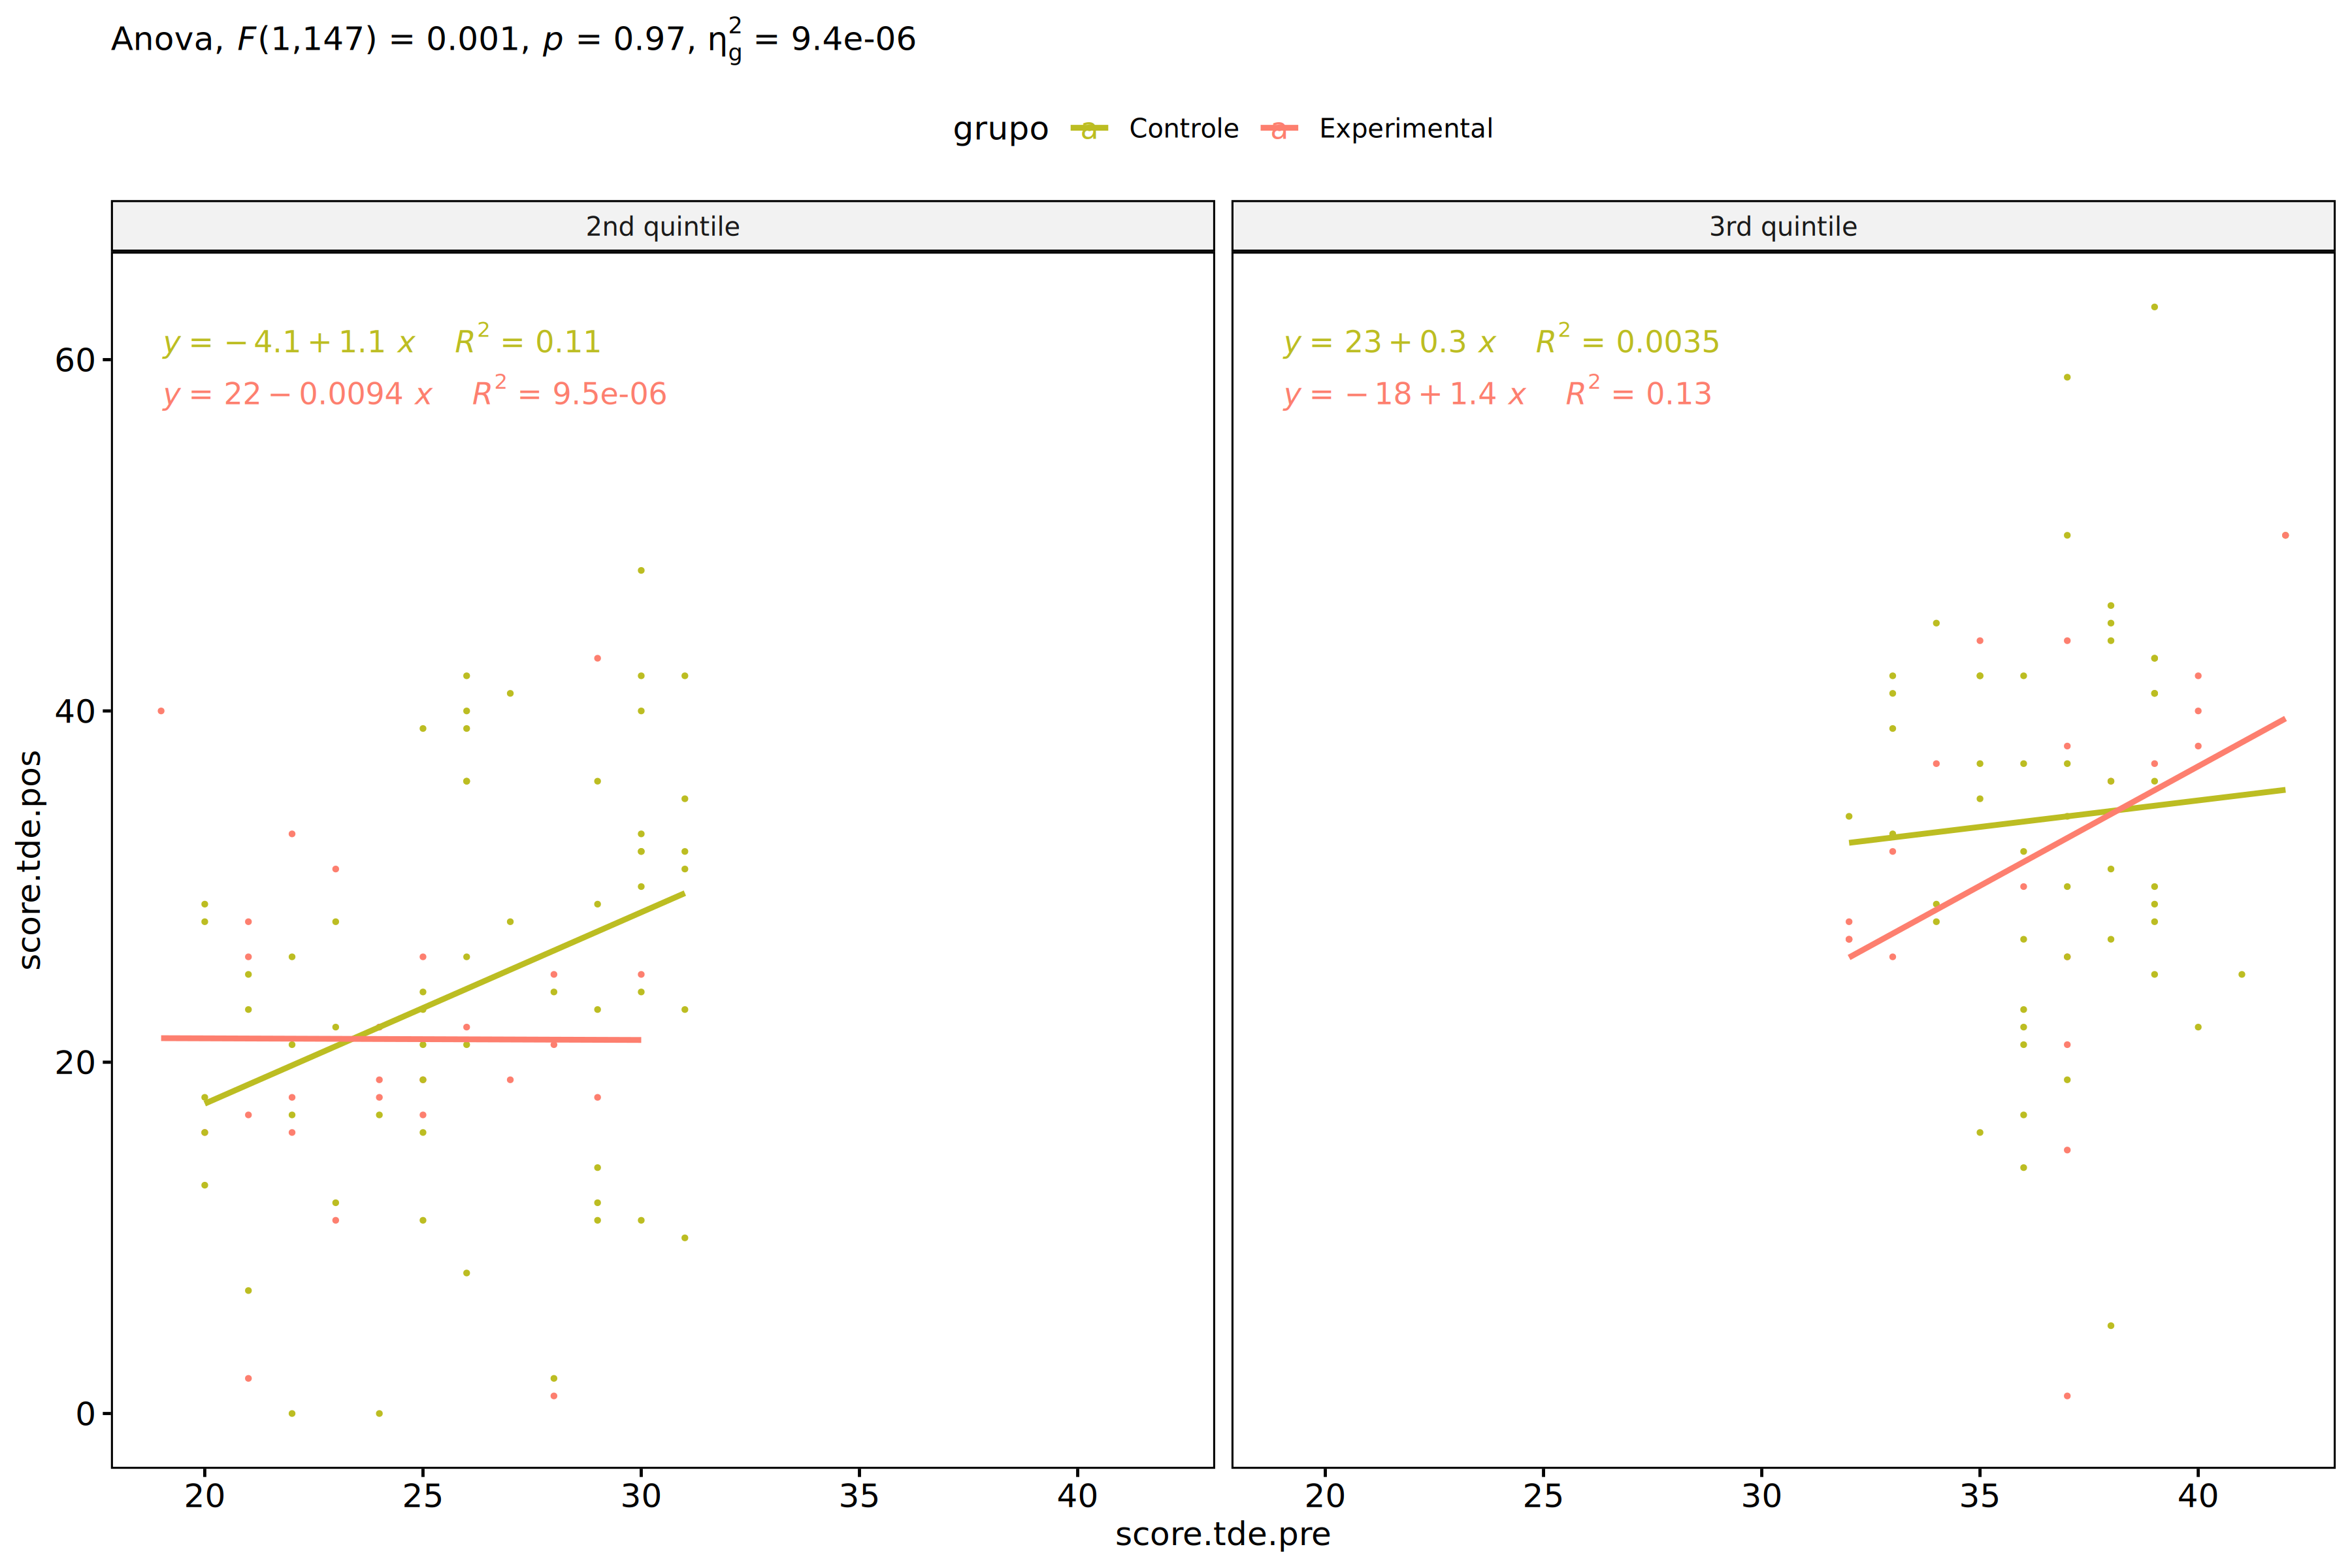 Anova, F(1,147) = 0.001, p = 0.97, η²g = 9.4e-06
grupo a Controle a Experimental
2nd quintile
3rd quintile
y = −4.1+1.1 x R² = 0.11
y = 22−0.0094 x R² = 9.5e-06
y = 23+0.3 x R² = 0.0035
y = −18+1.4 x R² = 0.13
60
40
20
0
score.tde.pos
20 25 30 35 40
20 25 30 35 40
score.tde.pre